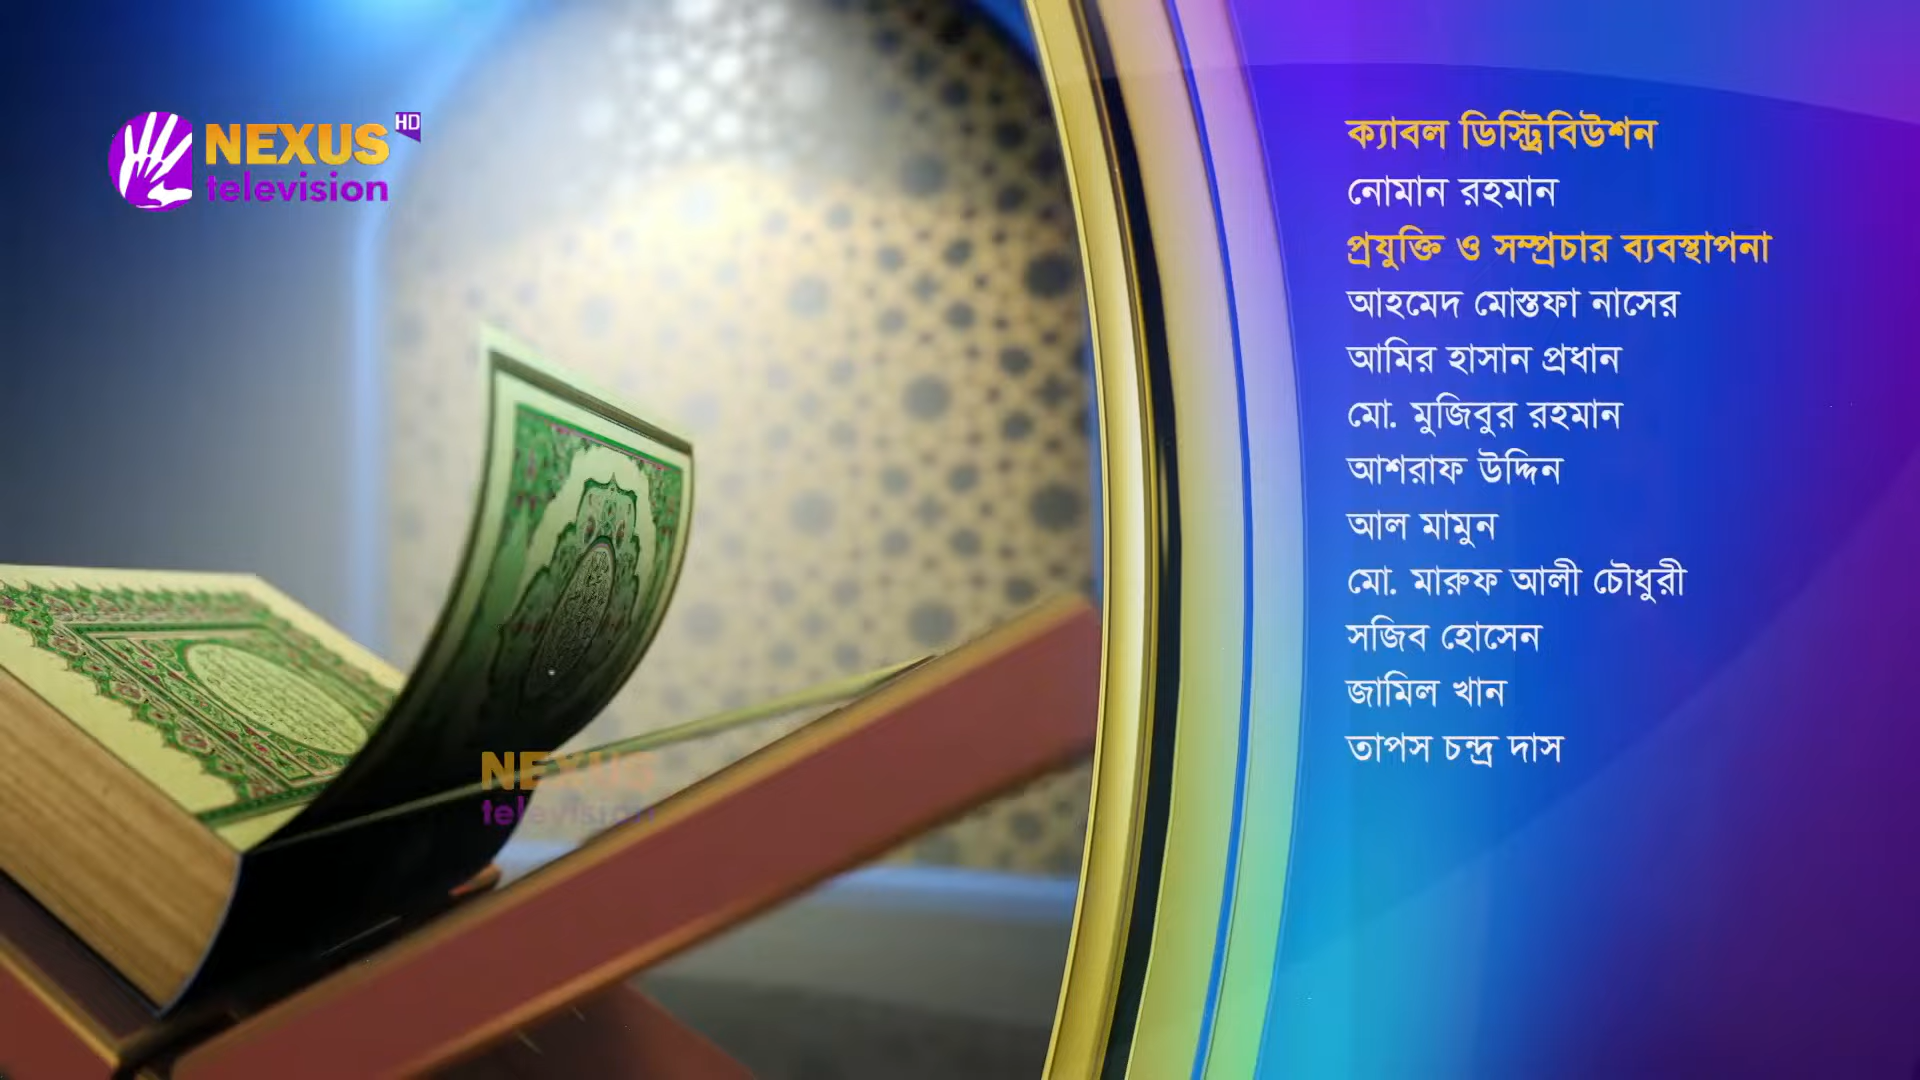 NEXUS HD
television
ক্যাবল ডিস্ট্রিবিউশন
নোমান রহমান
প্রযুক্তি ও সম্প্রচার ব্যবস্থাপনা
আহমেদ মোস্তফা নাসের
আমির হাসান প্রধান
মো. মুজিবুর রহমান
আশরাফ উদ্দিন
আল মামুন
মো. মারুফ আলী চৌধুরী
সজিব হোসেন
জামিল খান
তাপস চন্দ্র দাস
NEXUS
television